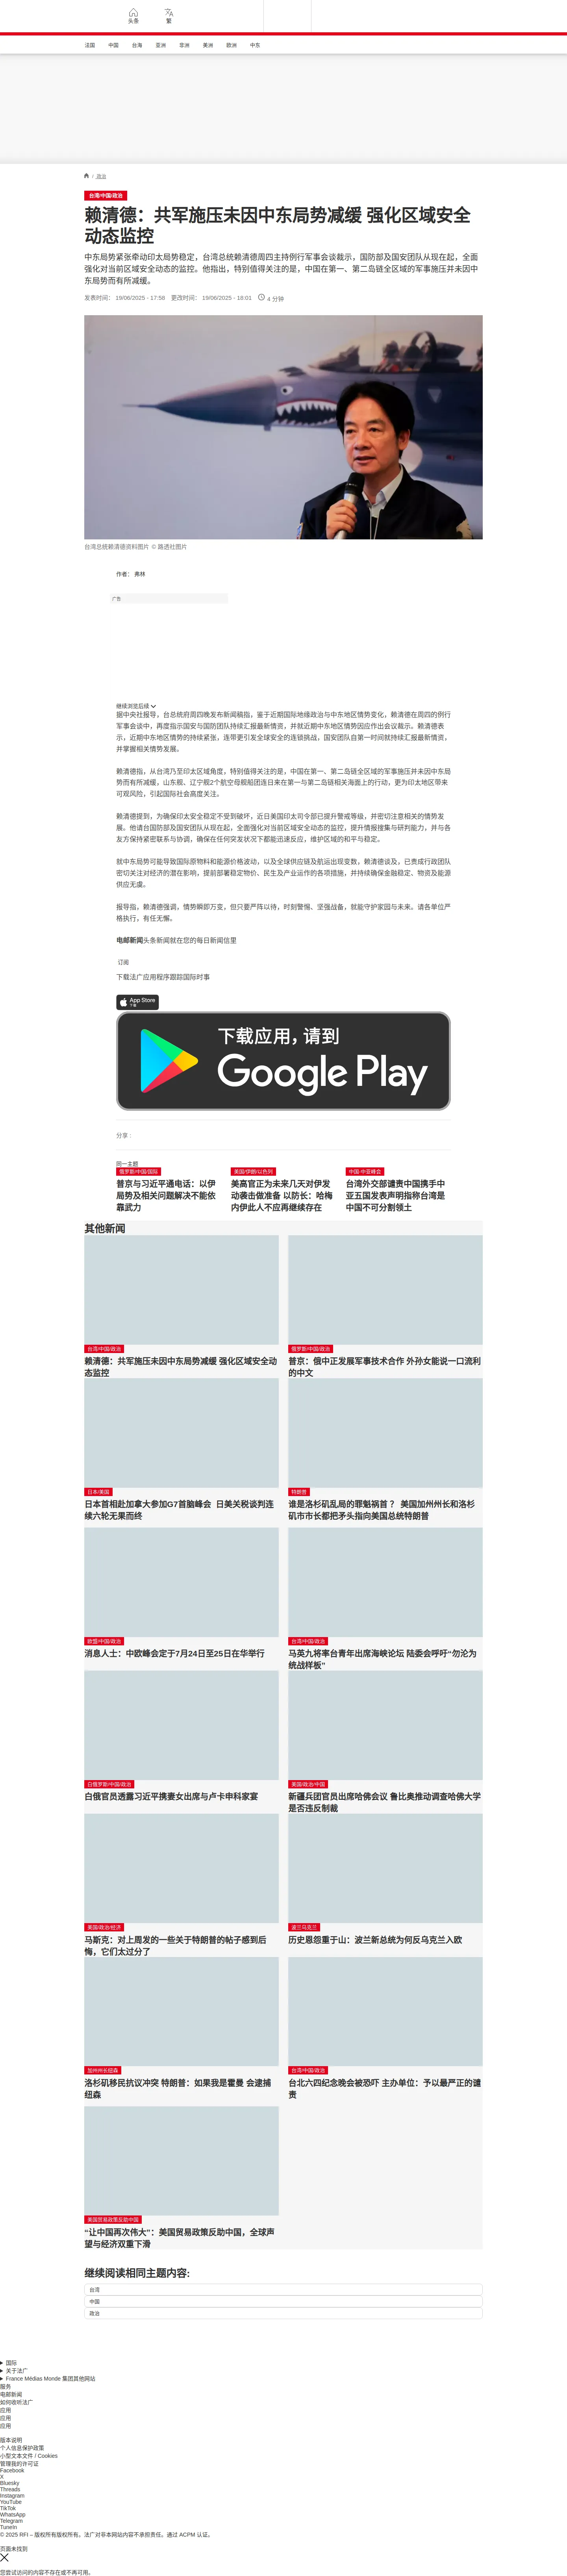 头条
繁
法国 中国 台海 亚洲 非洲 美洲 欧洲 中东
/ 政治
台湾/中国/政治
赖清德：共军施压未因中东局势减缓 强化区域安全
动态监控
中东局势紧张牵动印太局势稳定，台湾总统赖清德周四主持例行军事会谈裁示，国防部及国安团队从现在起，全面
强化对当前区域安全动态的监控。他指出，特别值得关注的是，中国在第一、第二岛链全区域的军事施压并未因中
东局势而有所减缓。
发表时间： 19/06/2025 - 17:58 更改时间： 19/06/2025 - 18:01 4 分钟
台湾总统赖清德资料图片 © 路透社图片
作者： 弗林
广告
继续浏览后续
据中央社报导，台总统府周四晚发布新闻稿指，鉴于近期国际地缘政治与中东地区情势变化，赖清德在周四的例行
军事会谈中，再度指示国安与国防团队持续汇报最新情资，并就近期中东地区情势因应作出会议裁示。赖清德表
示，近期中东地区情势的持续紧张，连带更引发全球安全的连锁挑战，国安团队自第一时间就持续汇报最新情资，
并掌握相关情势发展。
赖清德指，从台湾乃至印太区域角度，特别值得关注的是，中国在第一、第二岛链全区域的军事施压并未因中东局
势而有所减缓，山东舰、辽宁舰2个航空母舰船团连日来在第一与第二岛链相关海面上的行动，更为印太地区带来
可观风险，引起国际社会高度关注。
赖清德提到，为确保印太安全稳定不受到破坏，近日美国印太司令部已提升警戒等级，并密切注意相关的情势发
展。他请台国防部及国安团队从现在起，全面强化对当前区域安全动态的监控，提升情报搜集与研判能力，并与各
友方保持紧密联系与协调，确保在任何突发状况下都能迅速反应，维护区域的和平与稳定。
就中东局势可能导致国际原物料和能源价格波动，以及全球供应链及航运出现变数，赖清德谈及，已责成行政团队
密切关注对经济的潜在影响，提前部署稳定物价、民生及产业运作的各项措施，并持续确保金融稳定、物资及能源
供应无虞。
报导指，赖清德强调，情势瞬即万变，但只要严阵以待，时刻警惕、坚强战备，就能守护家园与未来。请各单位严
格执行，有任无懈。
电邮新闻头条新闻就在您的每日新闻信里
订阅
下载法广应用程序跟踪国际时事
App Store
下载
下载应用，请到
Google Play
分享 :
同一主题
俄罗斯/中国/国际
普京与习近平通电话：以伊
局势及相关问题解决不能依
靠武力
美国/伊朗/以色列
美高官正为未来几天对伊发
动袭击做准备 以防长：哈梅
内伊此人不应再继续存在
中国-中亚峰会
台湾外交部谴责中国携手中
亚五国发表声明指称台湾是
中国不可分割领土
其他新闻
台湾/中国/政治
赖清德：共军施压未因中东局势减缓 强化区域安全动
态监控
俄罗斯/中国/政治
普京：俄中正发展军事技术合作 外孙女能说一口流利
的中文
日本/美国
日本首相赴加拿大参加G7首脑峰会 日美关税谈判连
续六轮无果而终
特朗普
谁是洛杉矶乱局的罪魁祸首？ 美国加州州长和洛杉
矶市市长都把矛头指向美国总统特朗普
欧盟/中国/政治
消息人士：中欧峰会定于7月24日至25日在华举行
台湾/中国/政治
马英九将率台青年出席海峡论坛 陆委会呼吁“勿沦为
统战样板”
白俄罗斯/中国/政治
白俄官员透露习近平携妻女出席与卢卡申科家宴
美国/政治/中国
新疆兵团官员出席哈佛会议 鲁比奥推动调查哈佛大学
是否违反制裁
美国/政治/经济
马斯克：对上周发的一些关于特朗普的帖子感到后
悔，它们太过分了
波兰乌克兰
历史恩怨重于山：波兰新总统为何反乌克兰入欧
加州州长纽森
洛杉矶移民抗议冲突 特朗普：如果我是霍曼 会逮捕
纽森
台湾/中国/政治
台北六四纪念晚会被恐吓 主办单位：予以最严正的谴
责
美国贸易政策反助中国
“让中国再次伟大”：美国贸易政策反助中国，全球声
望与经济双重下滑
继续阅读相同主题内容:
台湾
中国
政治
国际
关于法广
France Médias Monde 集团其他网站
服务
电邮新闻
如何收听法广
应用
应用
应用
版本说明
个人信息保护政策
小型文本文件 / Cookies
管理我的许可证
Facebook
X
Bluesky
Threads
Instagram
YouTube
TikTok
WhatsApp
Telegram
TuneIn
© 2025 RFI – 版权所有版权所有。法广对非本网站内容不承担责任。通过 ACPM 认证。
页面未找到
您尝试访问的内容不存在或不再可用。